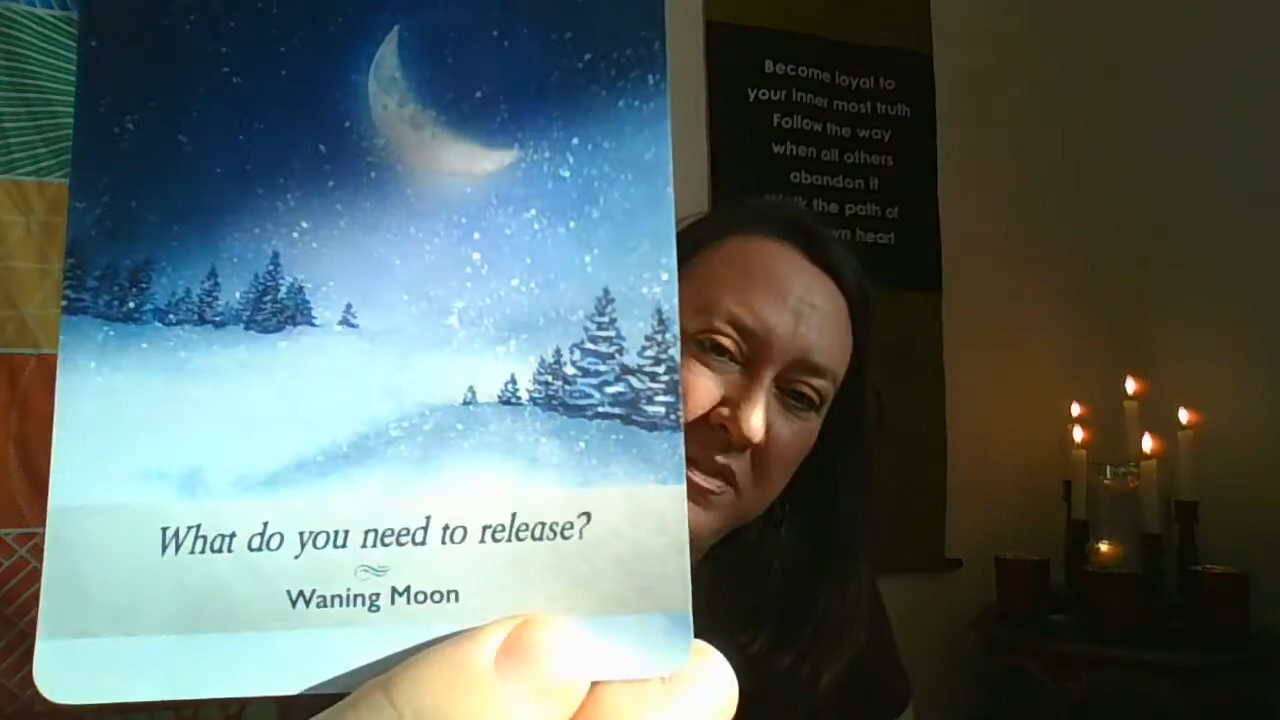 What do you need to release?
Waning Moon
Become loyal to
your inner most truth
Follow the way
when all others
abandon it
the path of
heart